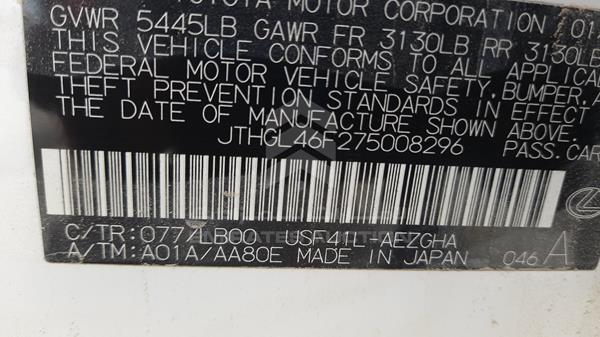 TOYOTA MOTOR CORPORATION 01
GVWR 5445LB GAWR FR 3130LB RR 3130LB
THIS VEHICLE CONFORMS TO ALL APPLICA
FEDERAL MOTOR VEHICLE SAFETY, BUMPER,
THEFT PREVENTION STANDARDS IN EFFECT
THE DATE OF MANUFACTURE SHOWN ABOVE.
JTHGL46F275008296 PASS.CAR
C/TR: 077 LB00 USF41L-AEZGHA
A/TM: A01A/AA80E MADE IN JAPAN 046 A